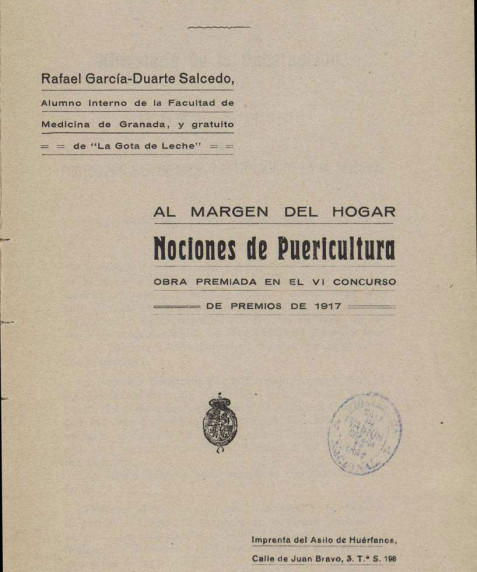 Rafael García-Duarte Salcedo,
Alumno interno de la Facultad de
Medicina de Granada, y gratuito
= = de "La Gota de Leche" = =
AL MARGEN DEL HOGAR
Nociones de Puericultura
OBRA PREMIADA EN EL VI CONCURSO
DE PREMIOS DE 1917
Imprenta del Asilo de Huérfanos,
Calle de Juan Bravo, 3. T.ª S. 198